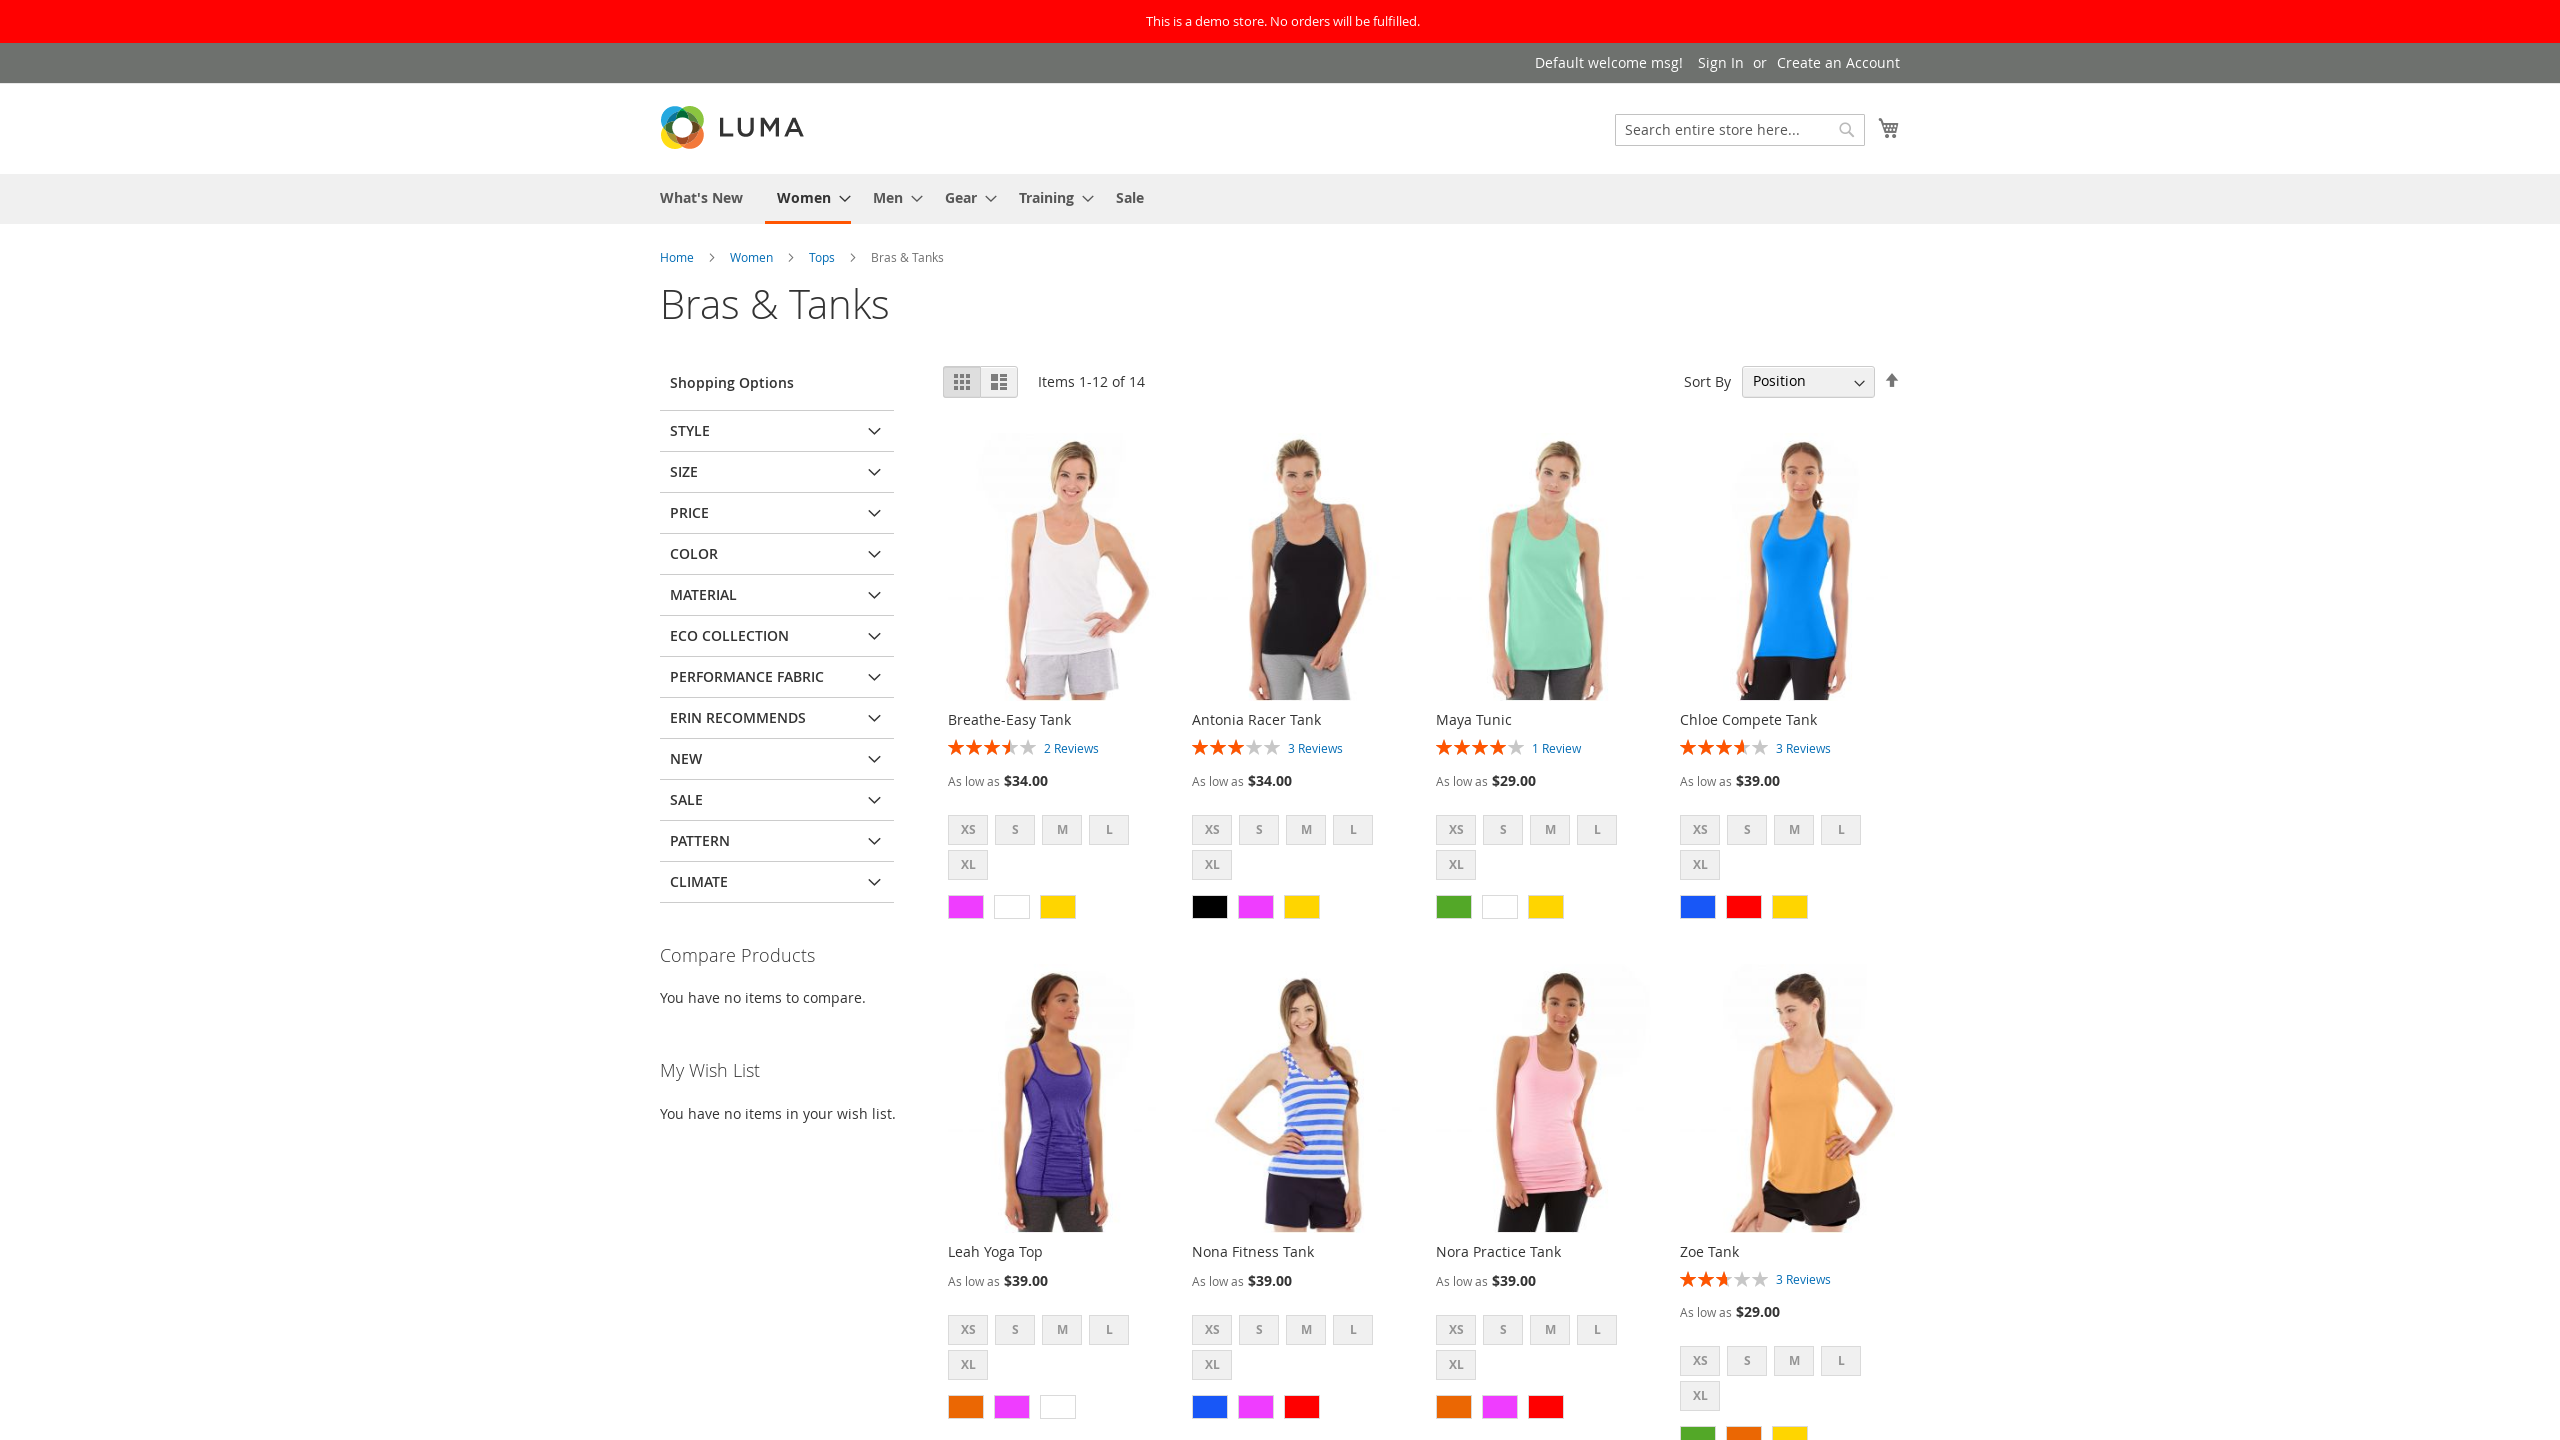 This is a demo store. No orders will be fulfilled.
Default welcome msg! Sign In or Create an Account
LUMA
Search entire store here...
What's New Women Men Gear Training Sale
Home Women Tops Bras & Tanks
Bras & Tanks
Shopping Options
STYLE
SIZE
PRICE
COLOR
MATERIAL
ECO COLLECTION
PERFORMANCE FABRIC
ERIN RECOMMENDS
NEW
SALE
PATTERN
CLIMATE
Compare Products
You have no items to compare.
My Wish List
You have no items in your wish list.
Items 1-12 of 14
Sort By Position
Breathe-Easy Tank
2 Reviews
As low as $34.00
XS S M L
XL
Antonia Racer Tank
3 Reviews
As low as $34.00
XS S M L
XL
Maya Tunic
1 Review
As low as $29.00
XS S M L
XL
Chloe Compete Tank
3 Reviews
As low as $39.00
XS S M L
XL
Leah Yoga Top
As low as $39.00
XS S M L
XL
Nona Fitness Tank
As low as $39.00
XS S M L
XL
Nora Practice Tank
As low as $39.00
XS S M L
XL
Zoe Tank
3 Reviews
As low as $29.00
XS S M L
XL